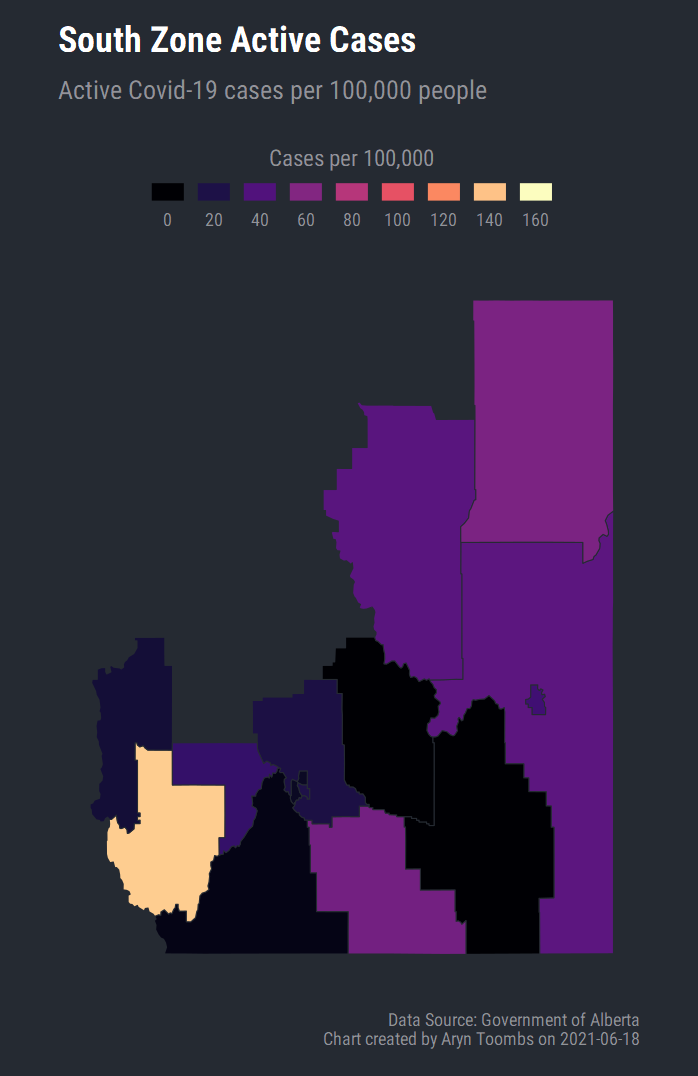 South Zone Active Cases
Active Covid-19 cases per 100,000 people
Cases per 100,000
0 20 40 60 80 100 120 140 160
Data Source: Government of Alberta
Chart created by Aryn Toombs on 2021-06-18